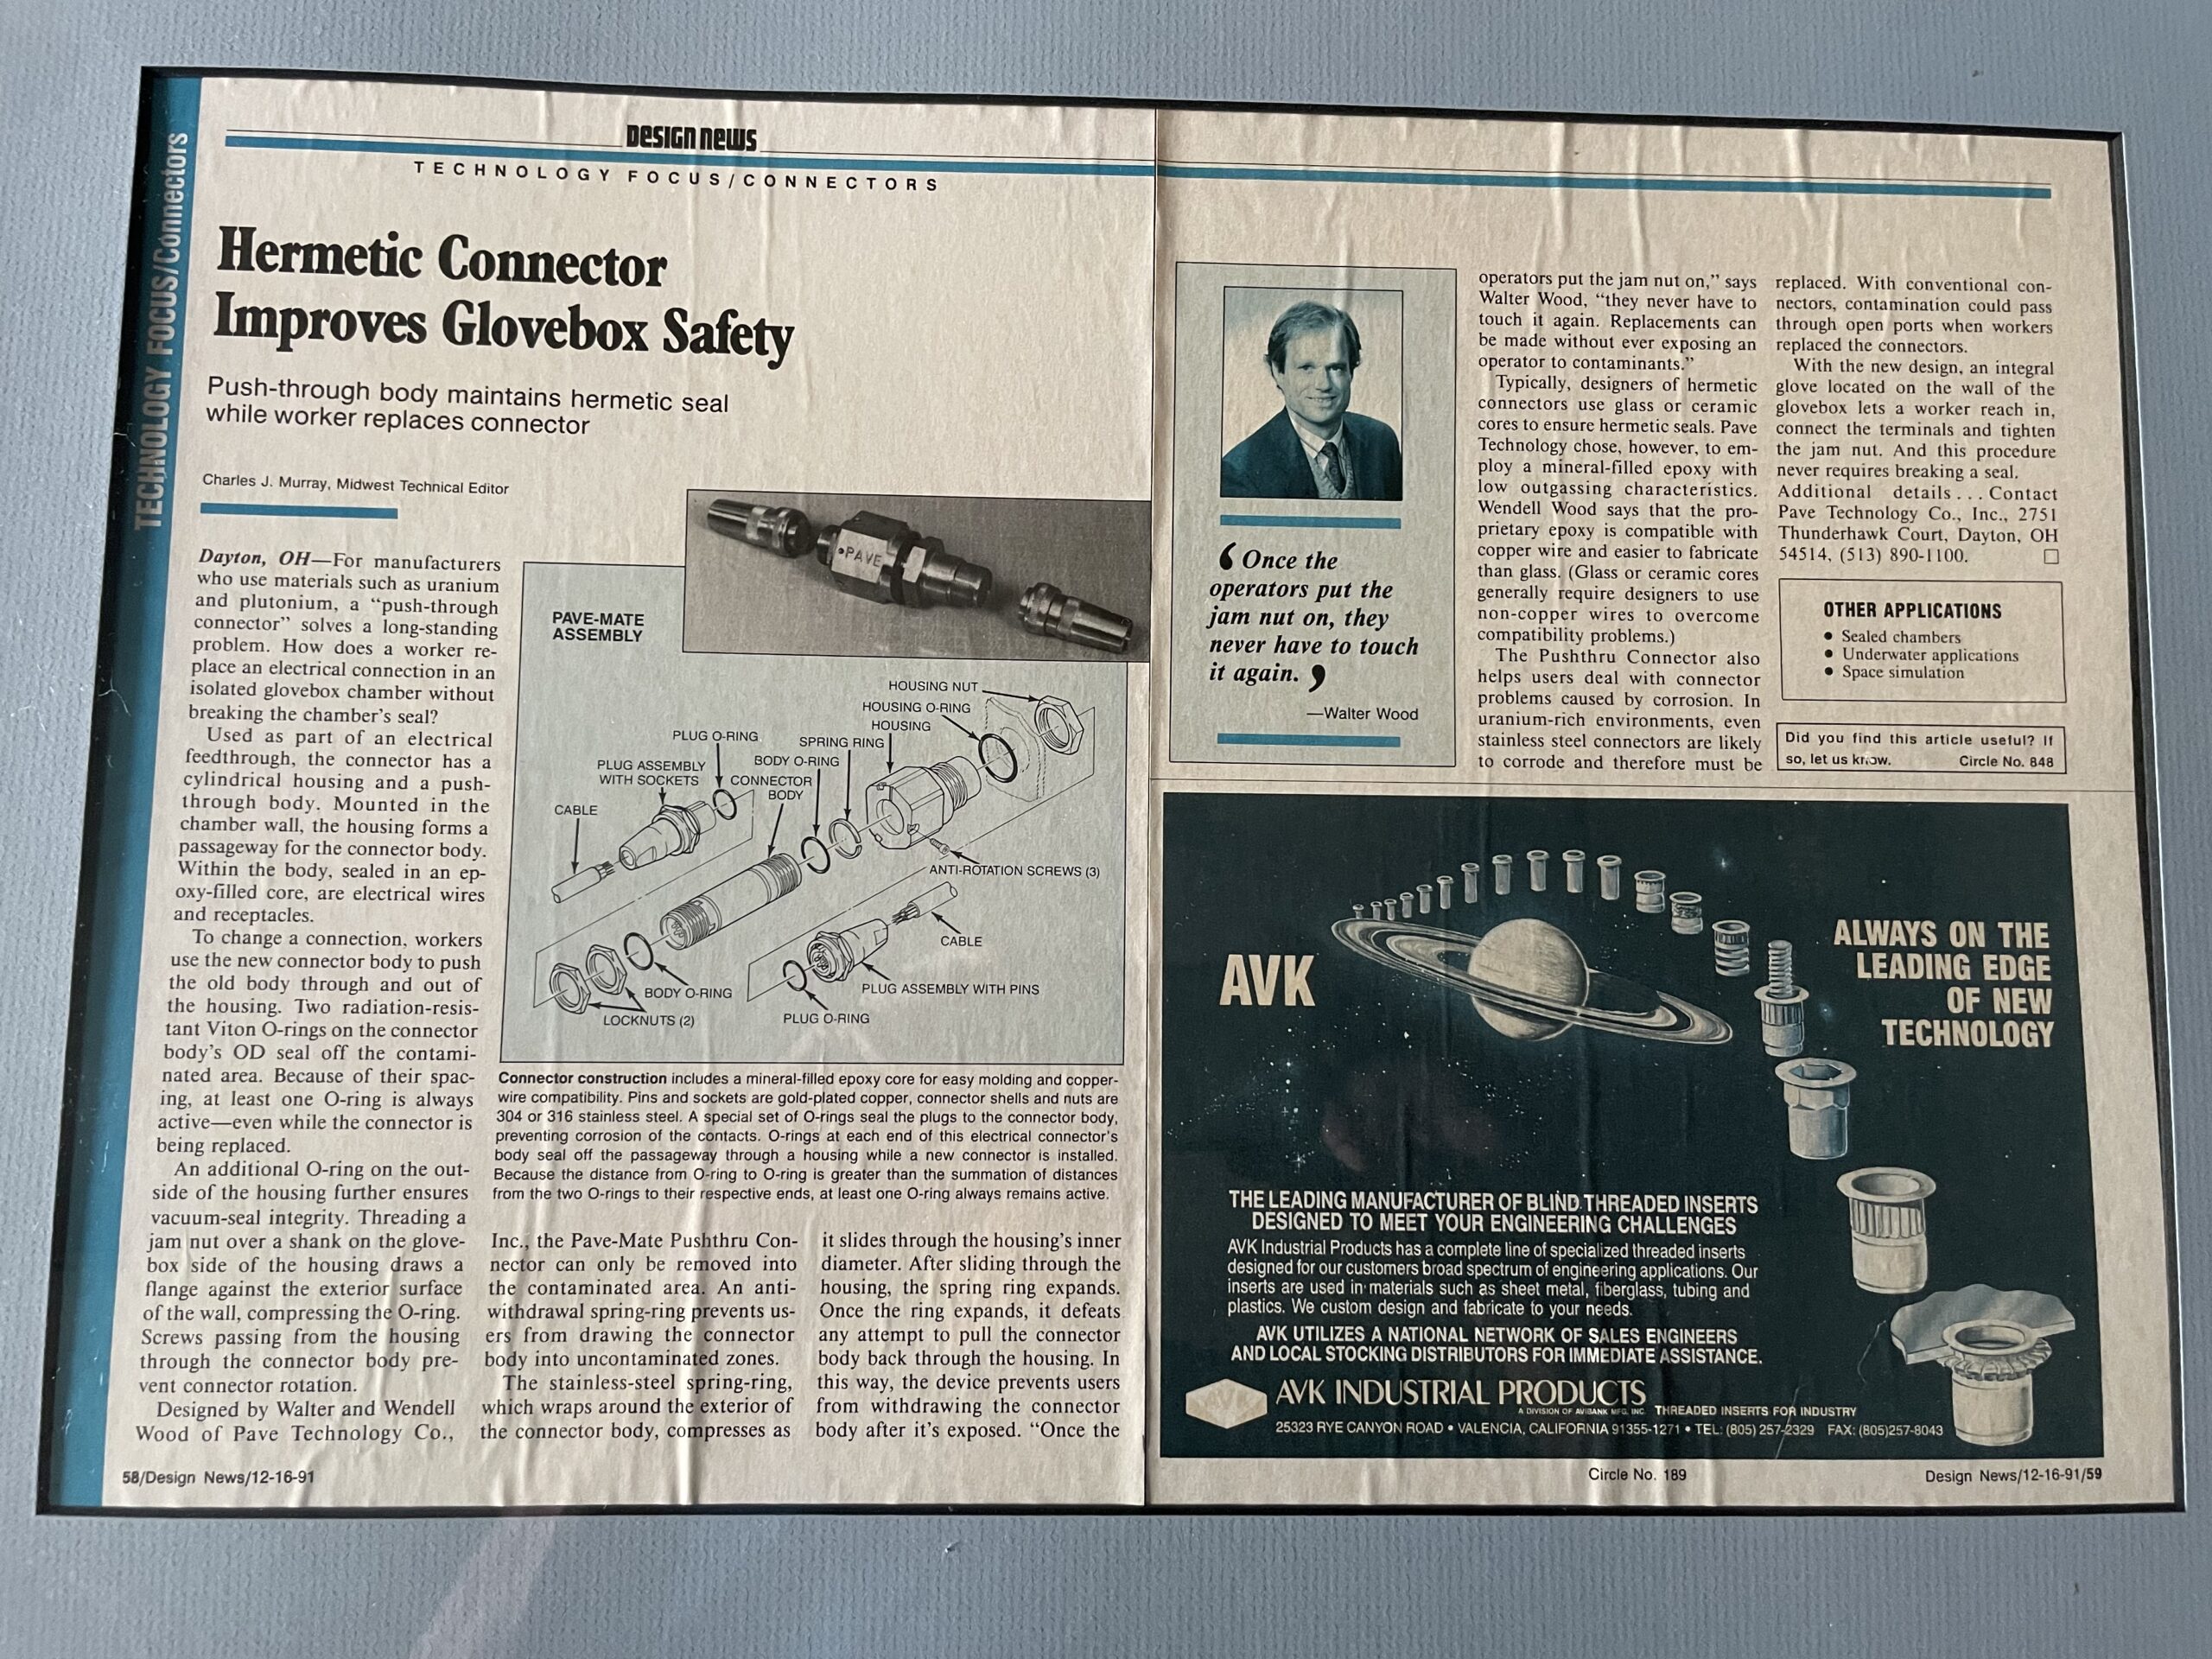 TECHNOLOGY FOCUS/Connectors
Design news
TECHNOLOGY FOCUS/CONNECTORS
Hermetic Connector
Improves Glovebox Safety
Push-through body maintains hermetic seal
while worker replaces connector
Charles J. Murray, Midwest Technical Editor
Dayton, OH—For manufacturers
who use materials such as uranium
and plutonium, a “push-through
connector” solves a long-standing
problem. How does a worker re-
place an electrical connection in an
isolated glovebox chamber without
breaking the chamber's seal?
Used as part of an electrical
feedthrough, the connector has a
cylindrical housing and a push-
through body. Mounted in the
chamber wall, the housing forms a
passageway for the connector body.
Within the body, sealed in an ep-
oxy-filled core, are electrical wires
and receptacles.
To change a connection, workers
use the new connector body to push
the old body through and out of
the housing. Two radiation-resis-
tant Viton O-rings on the connector
body's OD seal off the contami-
nated area. Because of their spac-
ing, at least one O-ring is always
active—even while the connector is
being replaced.
An additional O-ring on the out-
side of the housing further ensures
vacuum-seal integrity. Threading a
jam nut over a shank on the glove-
box side of the housing draws a
flange against the exterior surface
of the wall, compressing the O-ring.
Screws passing from the housing
through the connector body pre-
vent connector rotation.
Designed by Walter and Wendell
Wood of Pave Technology Co.,
PAVE
PAVE-MATE
ASSEMBLY
HOUSING NUT
HOUSING O-RING
HOUSING
PLUG O-RING
SPRING RING
BODY O-RING
PLUG ASSEMBLY
WITH SOCKETS
CONNECTOR
BODY
CABLE
ANTI-ROTATION SCREWS (3)
CABLE
PLUG ASSEMBLY WITH PINS
BODY O-RING
LOCKNUTS (2)
PLUG O-RING
Connector construction includes a mineral-filled epoxy core for easy molding and copper-
wire compatibility. Pins and sockets are gold-plated copper, connector shells and nuts are
304 or 316 stainless steel. A special set of O-rings seal the plugs to the connector body,
preventing corrosion of the contacts. O-rings at each end of this electrical connector's
body seal off the passageway through a housing while a new connector is installed.
Because the distance from O-ring to O-ring is greater than the summation of distances
from the two O-rings to their respective ends, at least one O-ring always remains active.
Inc., the Pave-Mate Pushthru Con-
nector can only be removed into
the contaminated area. An anti-
withdrawal spring-ring prevents us-
ers from drawing the connector
body into uncontaminated zones.
The stainless-steel spring-ring,
which wraps around the exterior of
the connector body, compresses as
it slides through the housing's inner
diameter. After sliding through the
housing, the spring ring expands.
Once the ring expands, it defeats
any attempt to pull the connector
body back through the housing. In
this way, the device prevents users
from withdrawing the connector
body after it's exposed. “Once the
58/Design News/12-16-91
‘Once the
operators put the
jam nut on, they
never have to touch
it again.’
—Walter Wood
operators put the jam nut on,” says
Walter Wood, “they never have to
touch it again. Replacements can
be made without ever exposing an
operator to contaminants.”
Typically, designers of hermetic
connectors use glass or ceramic
cores to ensure hermetic seals. Pave
Technology chose, however, to em-
ploy a mineral-filled epoxy with
low outgassing characteristics.
Wendell Wood says that the pro-
prietary epoxy is compatible with
copper wire and easier to fabricate
than glass. (Glass or ceramic cores
generally require designers to use
non-copper wires to overcome
compatibility problems.)
The Pushthru Connector also
helps users deal with connector
problems caused by corrosion. In
uranium-rich environments, even
stainless steel connectors are likely
to corrode and therefore must be
replaced. With conventional con-
nectors, contamination could pass
through open ports when workers
replaced the connectors.
With the new design, an integral
glove located on the wall of the
glovebox lets a worker reach in,
connect the terminals and tighten
the jam nut. And this procedure
never requires breaking a seal.
Additional details... Contact
Pave Technology Co., Inc., 2751
Thunderhawk Court, Dayton, OH
54514, (513) 890-1100. □
OTHER APPLICATIONS
• Sealed chambers
• Underwater applications
• Space simulation
Did you find this article useful? If
so, let us know. Circle No. 848
AVK
ALWAYS ON THE
LEADING EDGE
OF NEW
TECHNOLOGY
THE LEADING MANUFACTURER OF BLIND THREADED INSERTS
DESIGNED TO MEET YOUR ENGINEERING CHALLENGES
AVK Industrial Products has a complete line of specialized threaded inserts
designed for our customers broad spectrum of engineering applications. Our
inserts are used in materials such as sheet metal, fiberglass, tubing and
plastics. We custom design and fabricate to your needs.
AVK UTILIZES A NATIONAL NETWORK OF SALES ENGINEERS
AND LOCAL STOCKING DISTRIBUTORS FOR IMMEDIATE ASSISTANCE.
AVK
AVK INDUSTRIAL PRODUCTS
A DIVISION OF AVIBANK MFG. INC. THREADED INSERTS FOR INDUSTRY
25323 RYE CANYON ROAD • VALENCIA, CALIFORNIA 91355-1271 • TEL: (805) 257-2329 FAX: (805)257-8043
Circle No. 189
Design News/12-16-91/59